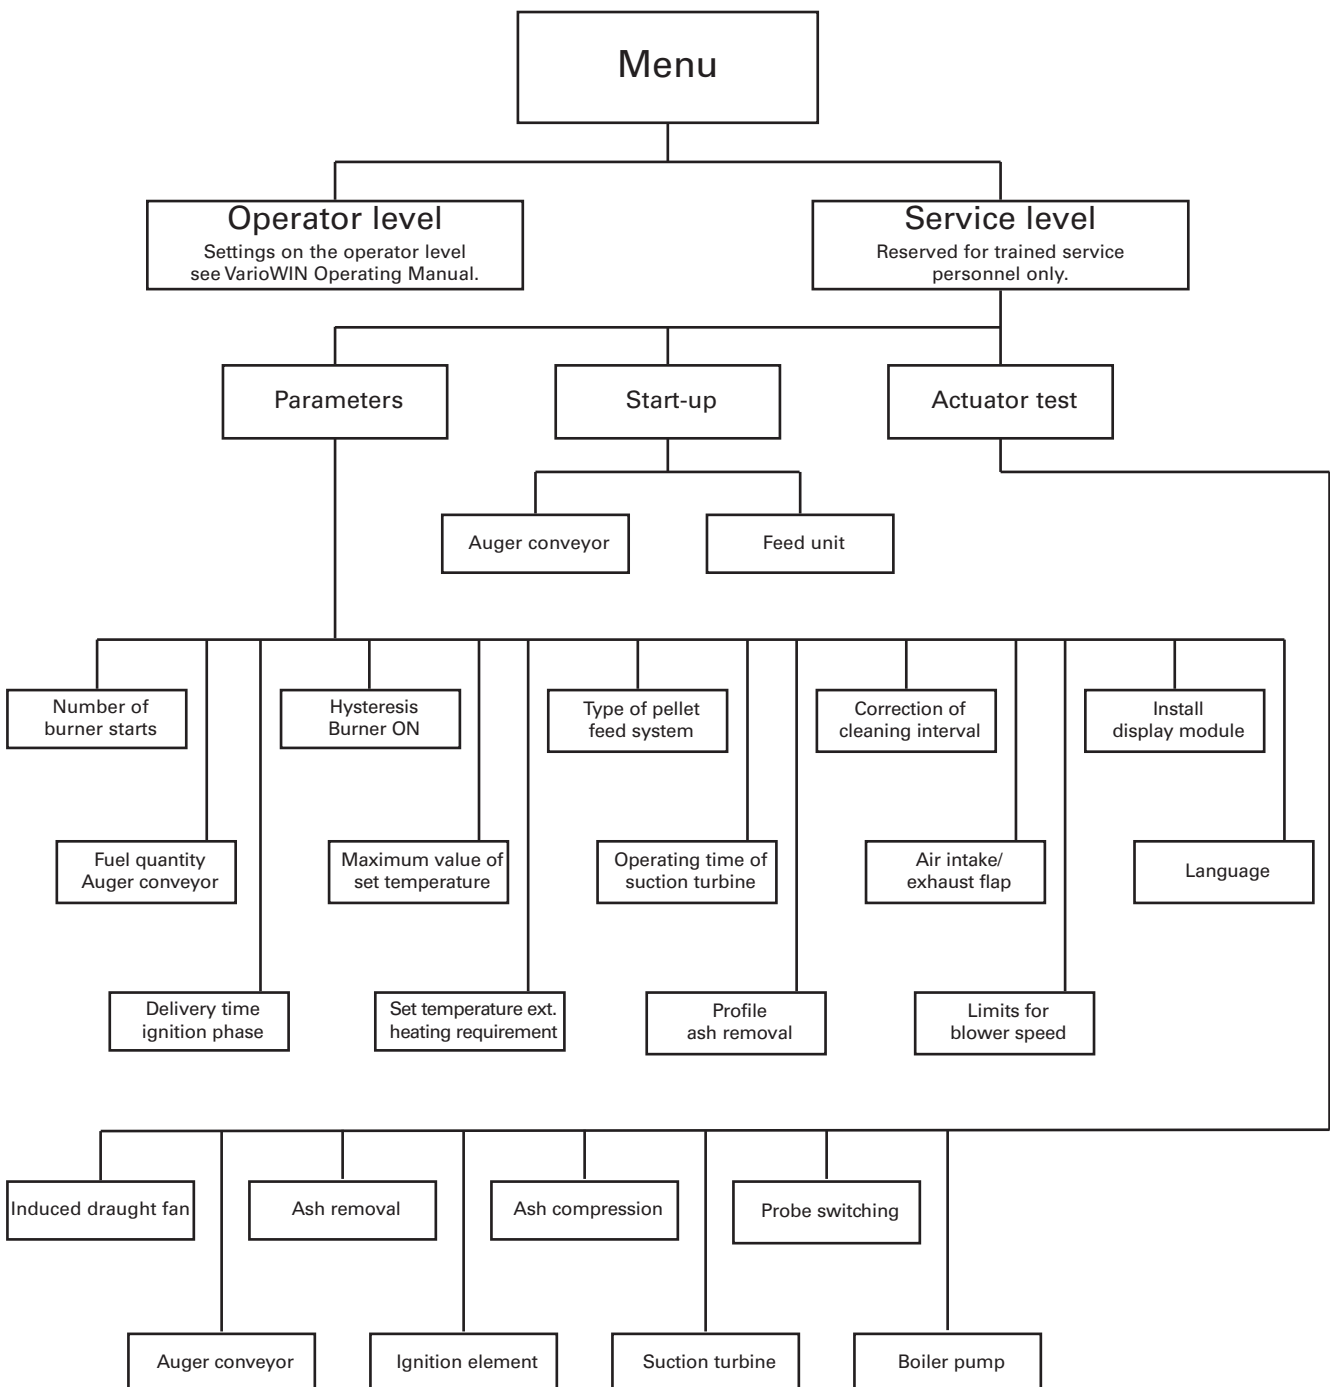 Menu
Operator level
Settings on the operator level
see VarioWIN Operating Manual.
Service level
Reserved for trained service
personnel only.
Parameters
Start-up
Actuator test
Auger conveyor
Feed unit
Number of
burner starts
Hysteresis
Burner ON
Type of pellet
feed system
Correction of
cleaning interval
Install
display module
Fuel quantity
Auger conveyor
Maximum value of
set temperature
Operating time of
suction turbine
Air intake/
exhaust flap
Language
Delivery time
ignition phase
Set temperature ext.
heating requirement
Profile
ash removal
Limits for
blower speed
Induced draught fan
Ash removal
Ash compression
Probe switching
Auger conveyor
Ignition element
Suction turbine
Boiler pump